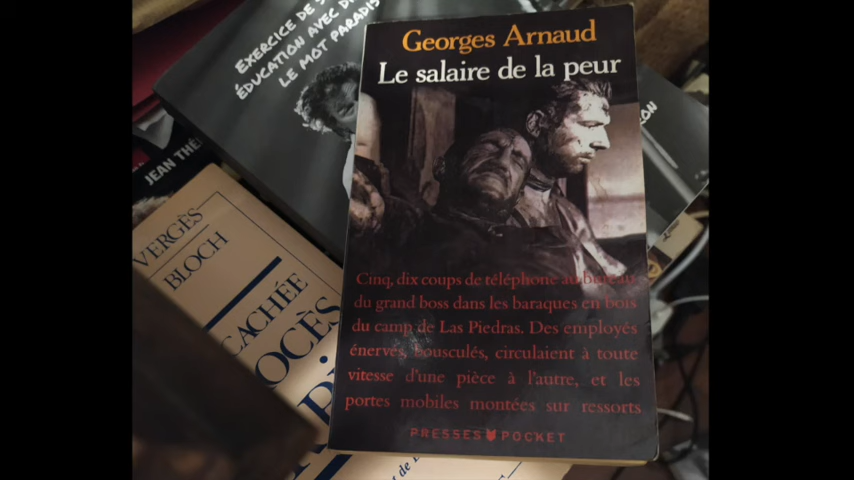 Georges Arnaud
Le salaire de la peur
Cinq, dix coups de téléphone au bureau
du grand boss dans les baraques en bois
du camp de Las Piedras. Des employés
énervés, bousculés, circulaient à toute
vitesse d'une pièce à l'autre, et les
portes mobiles montées sur ressorts
PRESSES POCKET
EXERCICE DE
ÉDUCATION AVEC
LE MOT PARADIS
JEAN
VERGÈS
BLOCH
CACHÉE
de